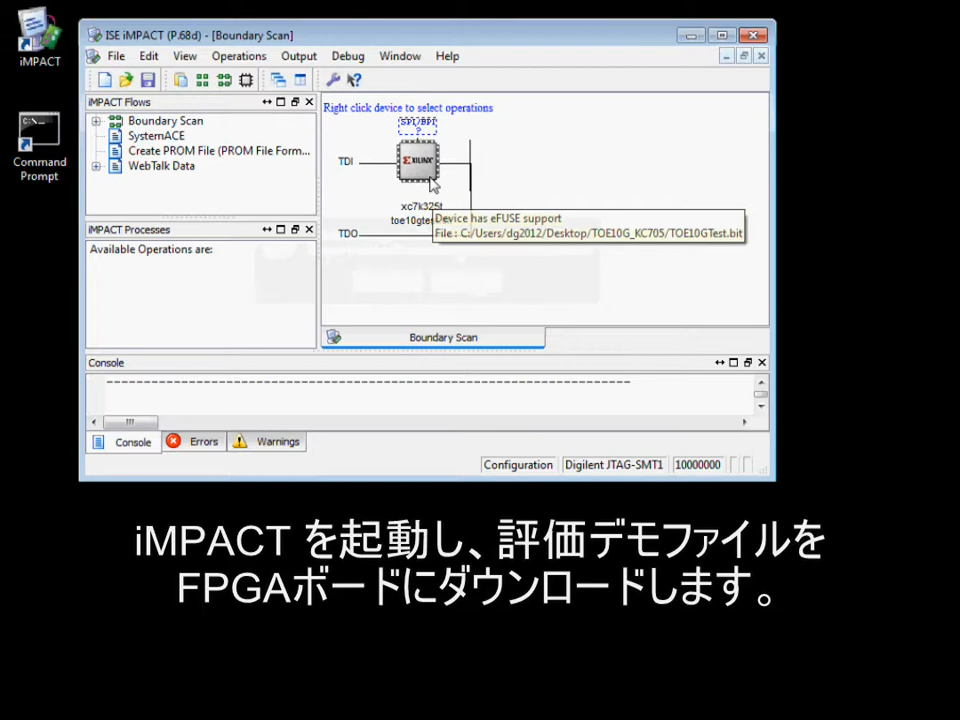 iMPACT
Command
Prompt
ISE iMPACT (P.68d) - [Boundary Scan]
File Edit View Operations Output Debug Window Help
iMPACT Flows
Boundary Scan
SystemACE
Create PROM File (PROM File Form...
WebTalk Data
iMPACT Processes
Available Operations are:
Right click device to select operations
SPI/BPI
?
TDI
XILINX
xc7k325t
TDO
Device has eFUSE support
File : C:/Users/dg2012/Desktop/TOE10G_KC705/TOE10GTest.bit
Boundary Scan
Console
Console Errors Warnings
Configuration Digilent JTAG-SMT1 10000000
iMPACT を起動し、評価デモファイルを
FPGAボードにダウンロードします。